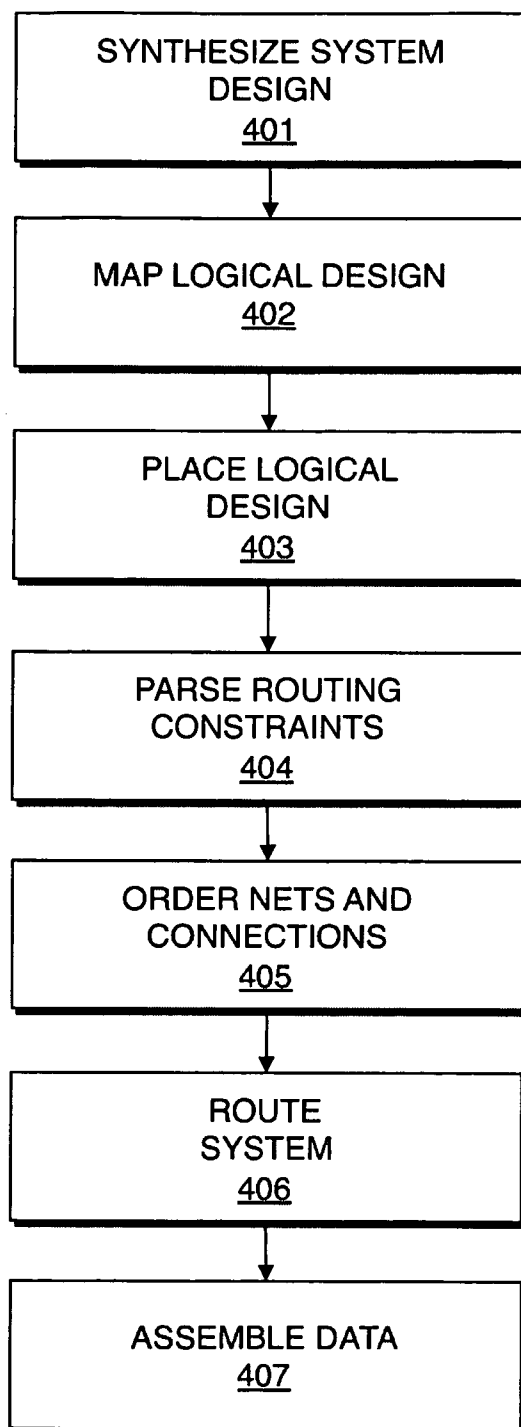 SYNTHESIZE SYSTEM
DESIGN
401
MAP LOGICAL DESIGN
402
PLACE LOGICAL
DESIGN
403
PARSE ROUTING
CONSTRAINTS
404
ORDER NETS AND
CONNECTIONS
405
ROUTE
SYSTEM
406
ASSEMBLE DATA
407